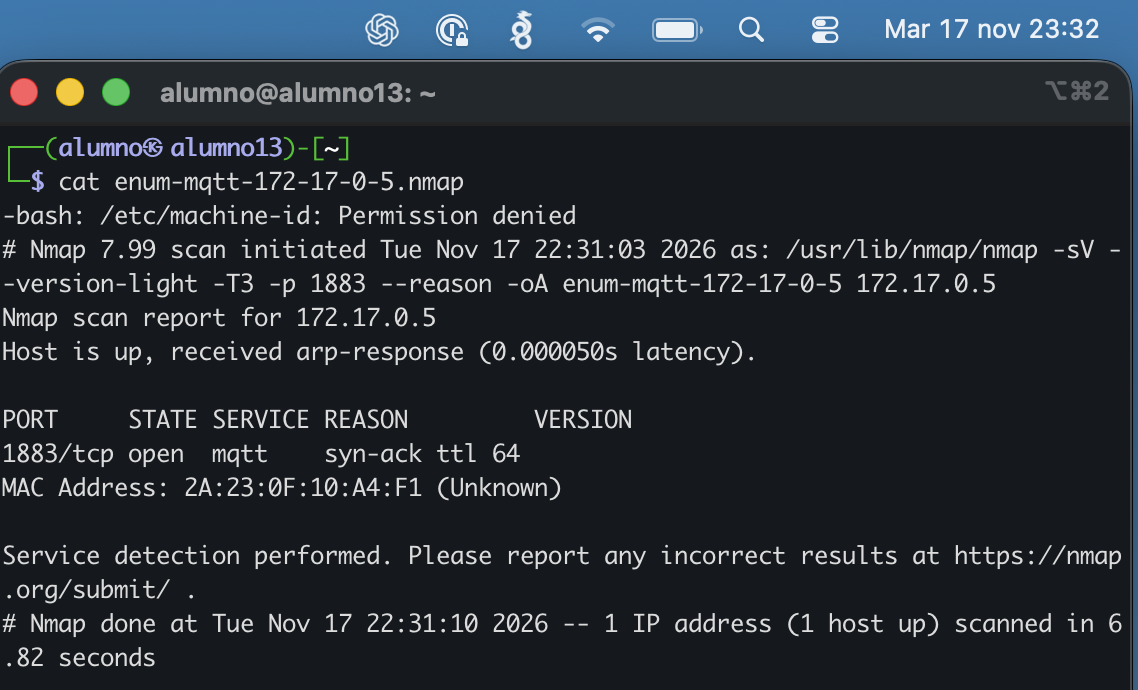 Mar 17 nov 23:32
alumno@alumno13: ~
⌥⌘2
┌──(alumno㉿ alumno13)-[~]
└─$ cat enum-mqtt-172-17-0-5.nmap
-bash: /etc/machine-id: Permission denied
# Nmap 7.99 scan initiated Tue Nov 17 22:31:03 2026 as: /usr/lib/nmap/nmap -sV -
-version-light -T3 -p 1883 --reason -oA enum-mqtt-172-17-0-5 172.17.0.5
Nmap scan report for 172.17.0.5
Host is up, received arp-response (0.000050s latency).
PORT     STATE SERVICE REASON         VERSION
1883/tcp open  mqtt    syn-ack ttl 64
MAC Address: 2A:23:0F:10:A4:F1 (Unknown)
Service detection performed. Please report any incorrect results at https://nmap
.org/submit/ .
# Nmap done at Tue Nov 17 22:31:10 2026 -- 1 IP address (1 host up) scanned in 6
.82 seconds